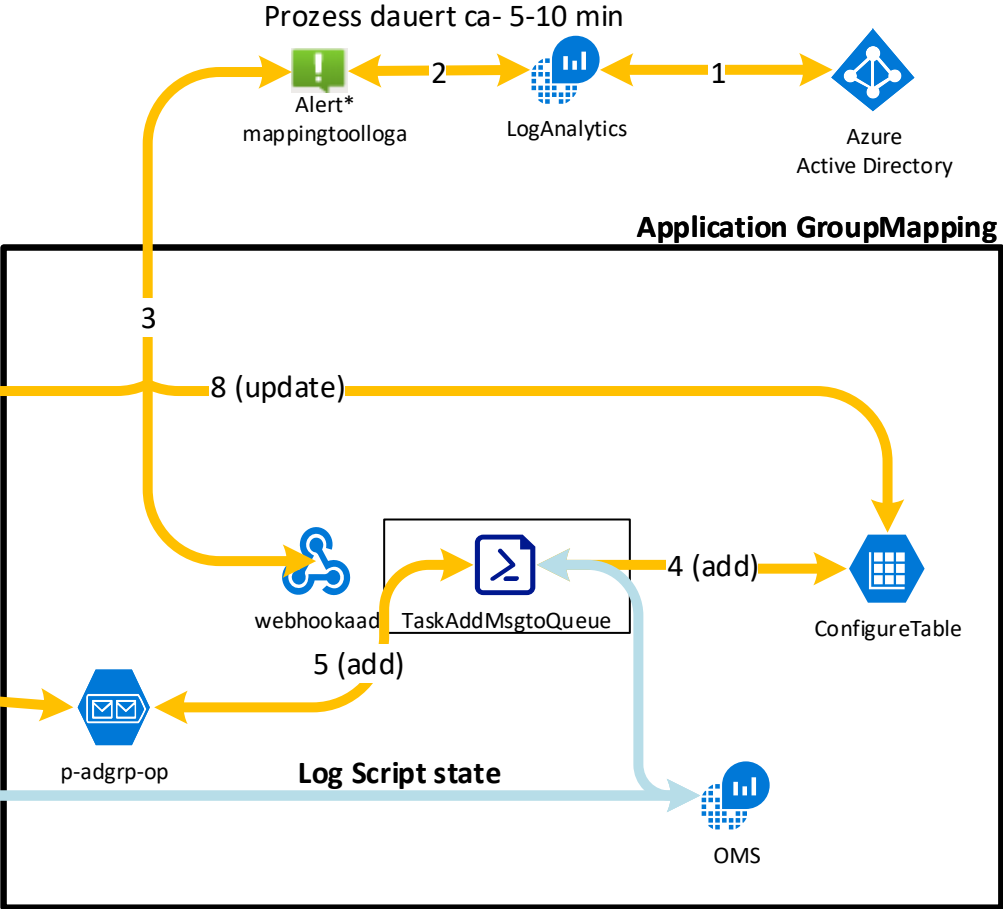 Prozess dauert ca- 5-10 min
2
1
Alert*
mappingtoolloga
LogAnalytics
Azure
Active Directory
Application GroupMapping
3
8 (update)
4 (add)
webhookaad
TaskAddMsgtoQueue
ConfigureTable
5 (add)
p-adgrp-op
Log Script state
OMS